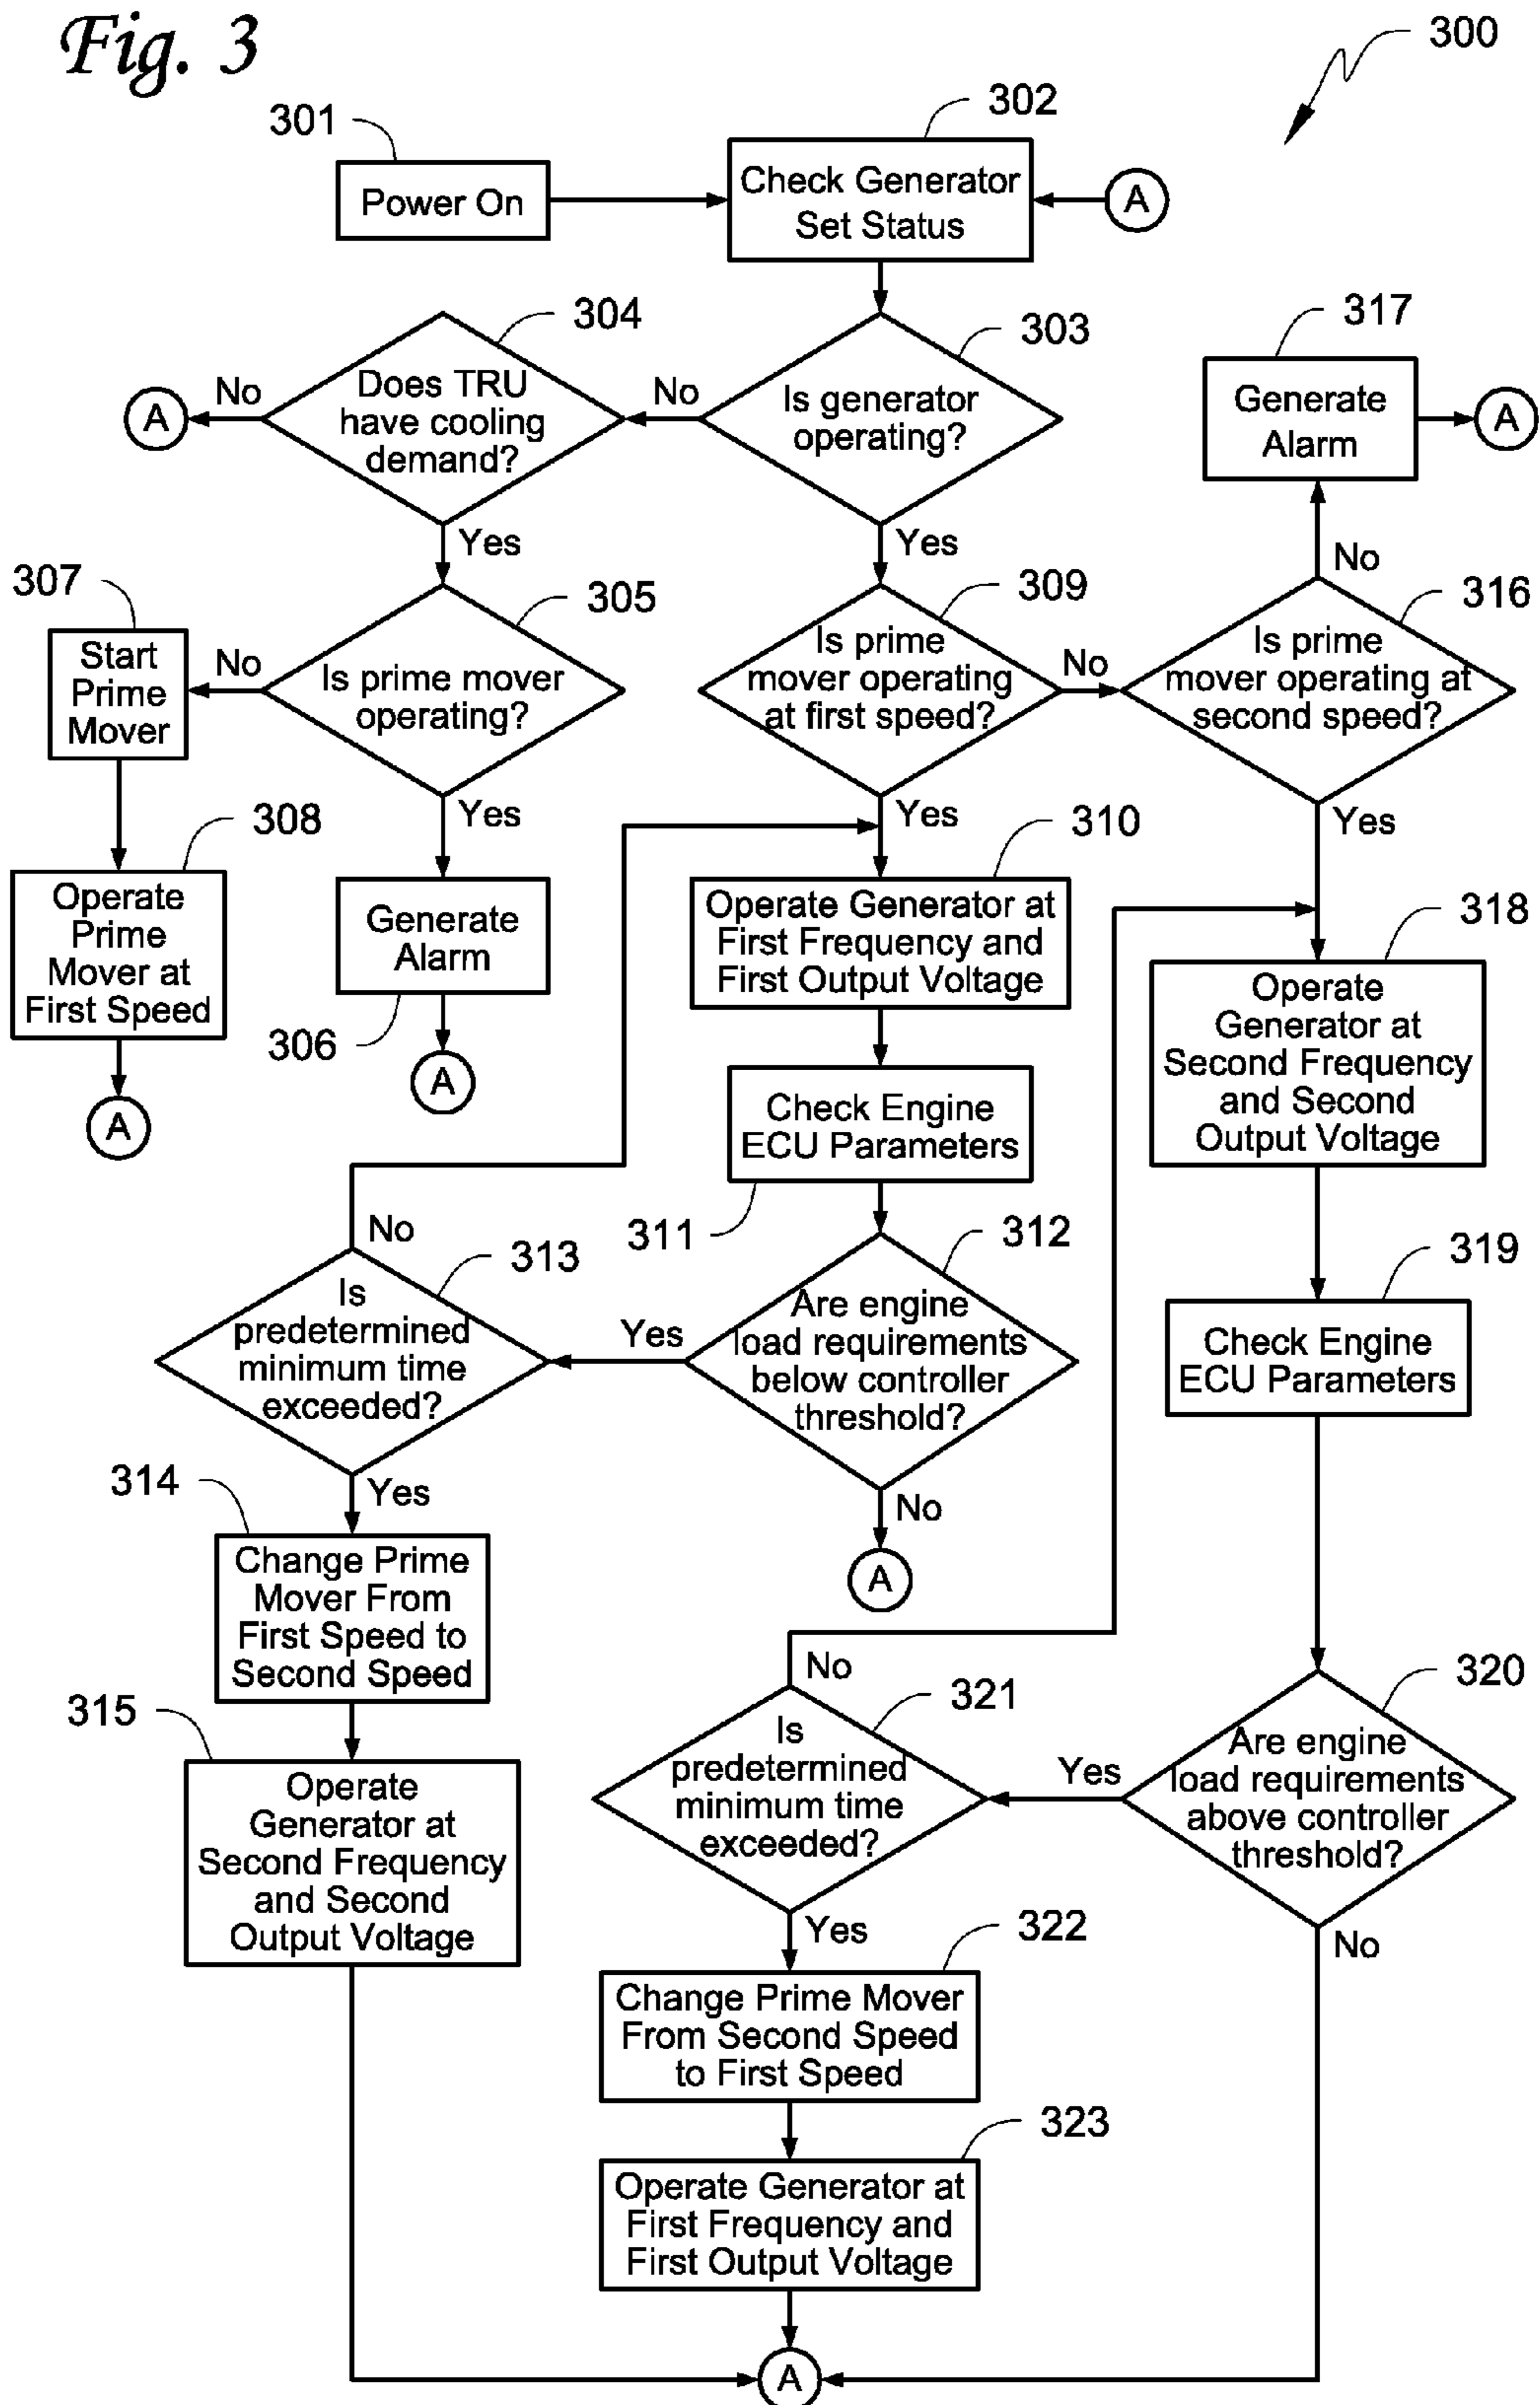 Fig. 3
300
301
302
Power On
Check Generator
Set Status
A
304
303
317
Does TRU
have cooling
demand?
No
A
No
Is generator
operating?
Generate
Alarm
A
Yes
Yes
No
307
305
309
316
Start
Prime
Mover
No
Is prime mover
operating?
Is prime
mover operating
at first speed?
No
Is prime
mover operating at
second speed?
Yes
Yes
Yes
308
310
318
Operate
Prime
Mover at
First Speed
Generate
Alarm
Operate Generator at
First Frequency and
First Output Voltage
Operate
Generator at
Second Frequency
and Second
Output Voltage
306
A
A
Check Engine
ECU Parameters
311
No
313
312
319
Is
predetermined
minimum time
exceeded?
Yes
Are engine
load requirements
below controller
threshold?
Check Engine
ECU Parameters
314
Yes
No
A
Change Prime
Mover From
First Speed to
Second Speed
No
315
321
320
Operate
Generator at
Second Frequency
and Second
Output Voltage
Is
predetermined
minimum time
exceeded?
Yes
Are engine
load requirements
above controller
threshold?
Yes
322
No
Change Prime Mover
From Second Speed
to First Speed
323
Operate Generator at
First Frequency and
First Output Voltage
A